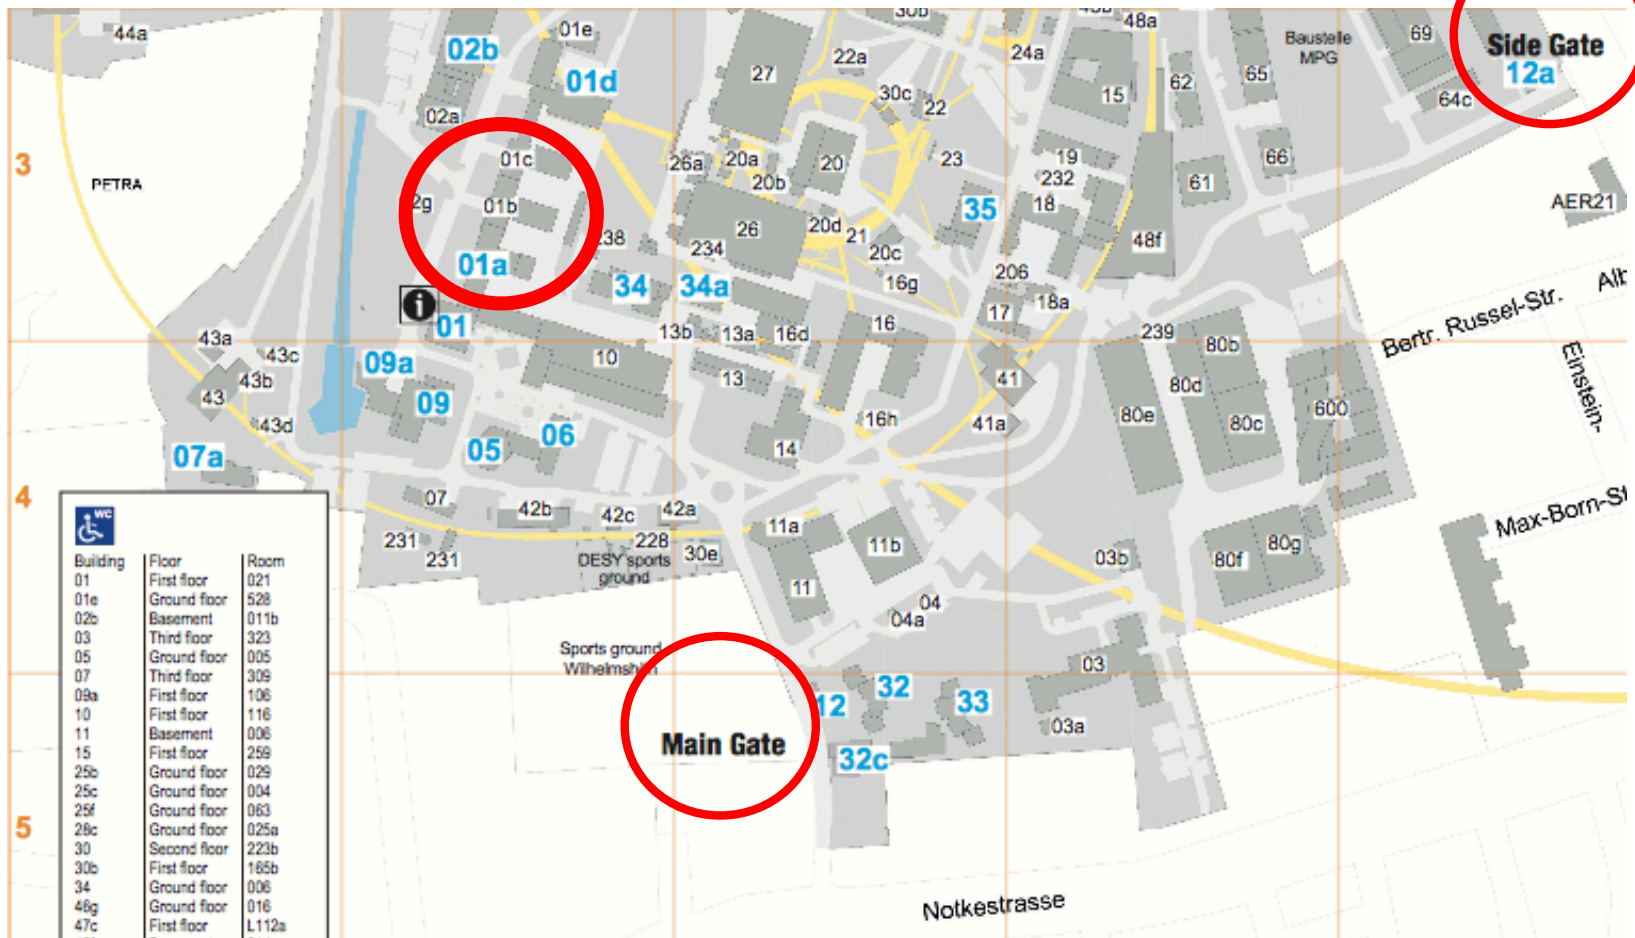 44a
02b
01e
01d
02a
27
22a
30b
24a
48a
15
62
65
Baustelle
MPG
69
Side Gate
12a
64c
30c
22
3
PETRA
01c
01b
01a
238
26a
20a
20b
20
20d
21
20c
16g
26
234
23
35
19
232
18
61
66
48f
AER21
206
18a
17
34
34a
01
13b
13a
16d
16
10
13
239
80b
80d
80c
80e
600
Bertr. Russel-Str.
Alb
Einstein-
43a
43c
43b
43
43d
09a
09
05
06
14
16h
41
41a
07a
4
07
42b
42c
42a
228
30e
231
231
DESY sports
ground
11a
11b
11
04
04a
03b
80f
80g
Max-Born-St
WC
Building Floor Room
01 First floor 021
01e Ground floor 528
02b Basement 011b
03 Third floor 323
05 Ground floor 005
07 Third floor 309
09a First floor 106
10 First floor 116
11 Basement 006
15 First floor 259
25b Ground floor 029
25c Ground floor 004
25f Ground floor 063
28c Ground floor 025a
30 Second floor 223b
30b First floor 165b
34 Ground floor 006
46g Ground floor 016
47c First floor L112a
Sports ground
03
32
33
12
32c
03a
Main Gate
5
Notkestrasse